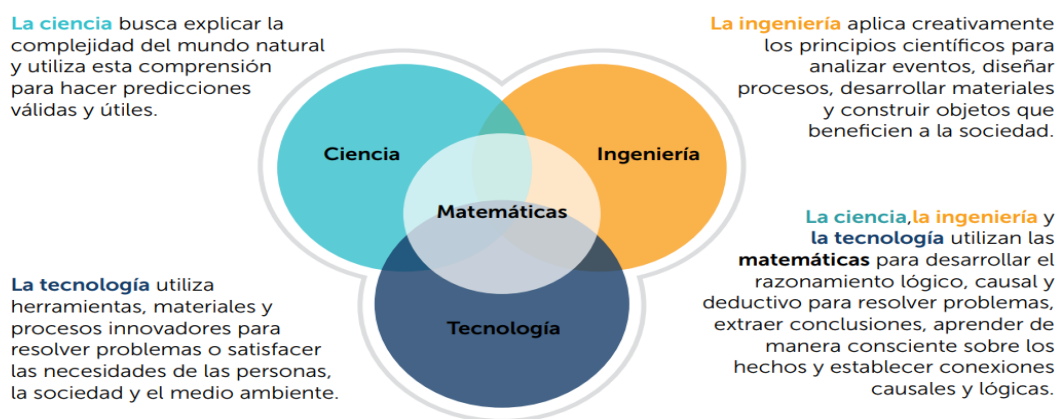 La ciencia busca explicar la
complejidad del mundo natural
y utiliza esta comprensión
para hacer predicciones
válidas y útiles.
La ingeniería aplica creativamente
los principios científicos para
analizar eventos, diseñar
procesos, desarrollar materiales
y construir objetos que
beneficien a la sociedad.
Ciencia
Ingeniería
Matemáticas
Tecnología
La tecnología utiliza
herramientas, materiales y
procesos innovadores para
resolver problemas o satisfacer
las necesidades de las personas,
la sociedad y el medio ambiente.
La ciencia,la ingeniería y
la tecnología utilizan las
matemáticas para desarrollar el
razonamiento lógico, causal y
deductivo para resolver problemas,
extraer conclusiones, aprender de
manera consciente sobre los
hechos y establecer conexiones
causales y lógicas.